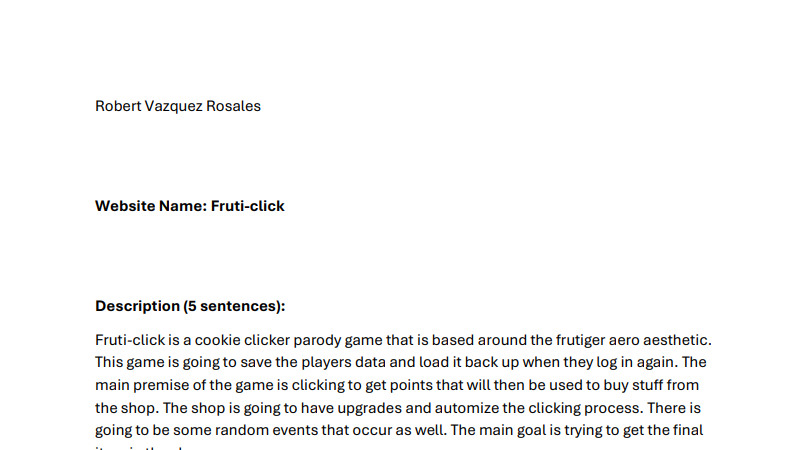 Robert Vazquez Rosales
Website Name: Fruti-click
Description (5 sentences):
Fruti-click is a cookie clicker parody game that is based around the frutiger aero aesthetic.
This game is going to save the players data and load it back up when they log in again. The
main premise of the game is clicking to get points that will then be used to buy stuff from
the shop. The shop is going to have upgrades and automize the clicking process. There is
going to be some random events that occur as well. The main goal is trying to get the final